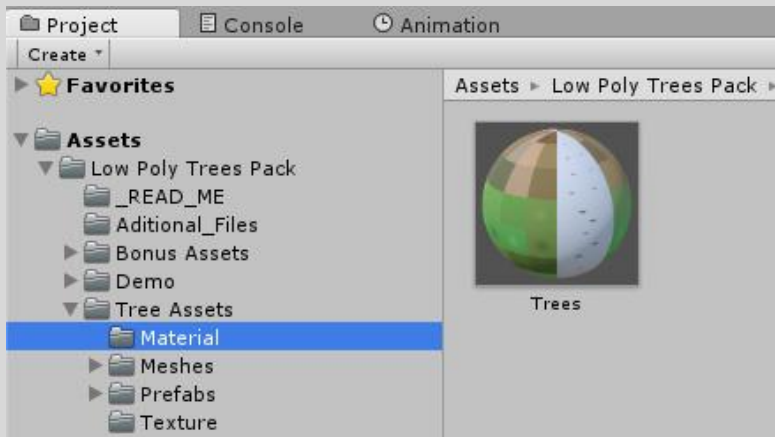 Project Console Animation
Create
Favorites
Assets ▸ Low Poly Trees Pack ▸
Assets
Low Poly Trees Pack
_READ_ME
Aditional_Files
Bonus Assets
Demo
Tree Assets
Material
Meshes
Prefabs
Texture
Trees